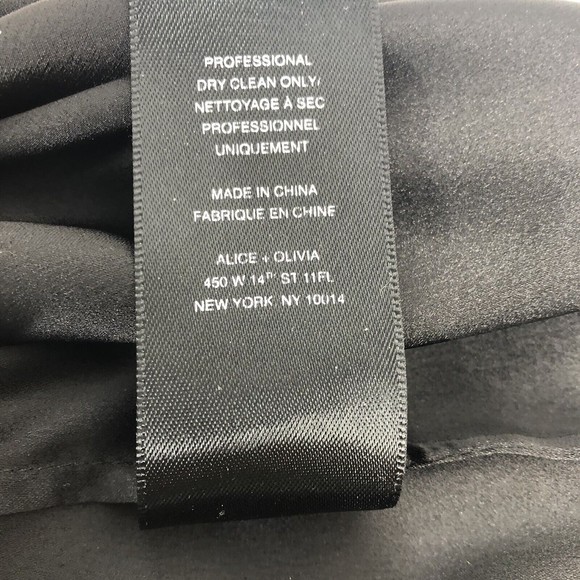 PROFESSIONAL
DRY CLEAN ONLY/
NETTOYAGE À SEC
PROFESSIONNEL
UNIQUEMENT
MADE IN CHINA
FABRIQUE EN CHINE
ALICE + OLIVIA
450 W 14TH ST 11FL
NEW YORK, NY 10014